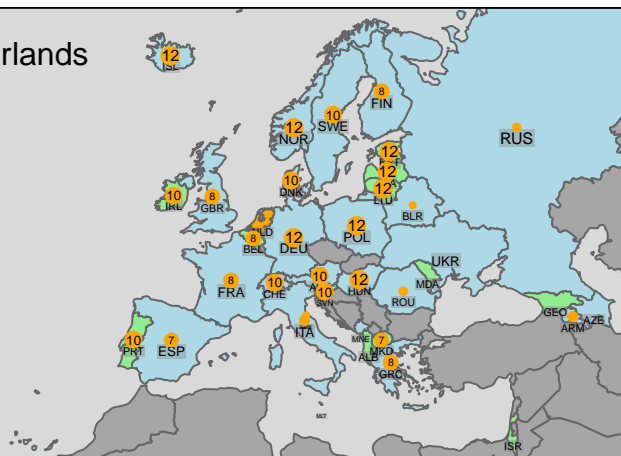 rlands
12
ISL
8
FIN
10
SWE
12
NOR
RUS
12
12
12
LTU
10
DNK
10
IRL
8
GBR
BLR
NLD
8
BEL
12
DEU
12
POL
UKR
8
FRA
10
CHE
10
10
SVN
12
HUN
MDA
ROU
GEO
ARM
AZE
ITA
10
PRT
7
ESP
MNE
7
MKD
ALB
8
GRC
MLT
ISR